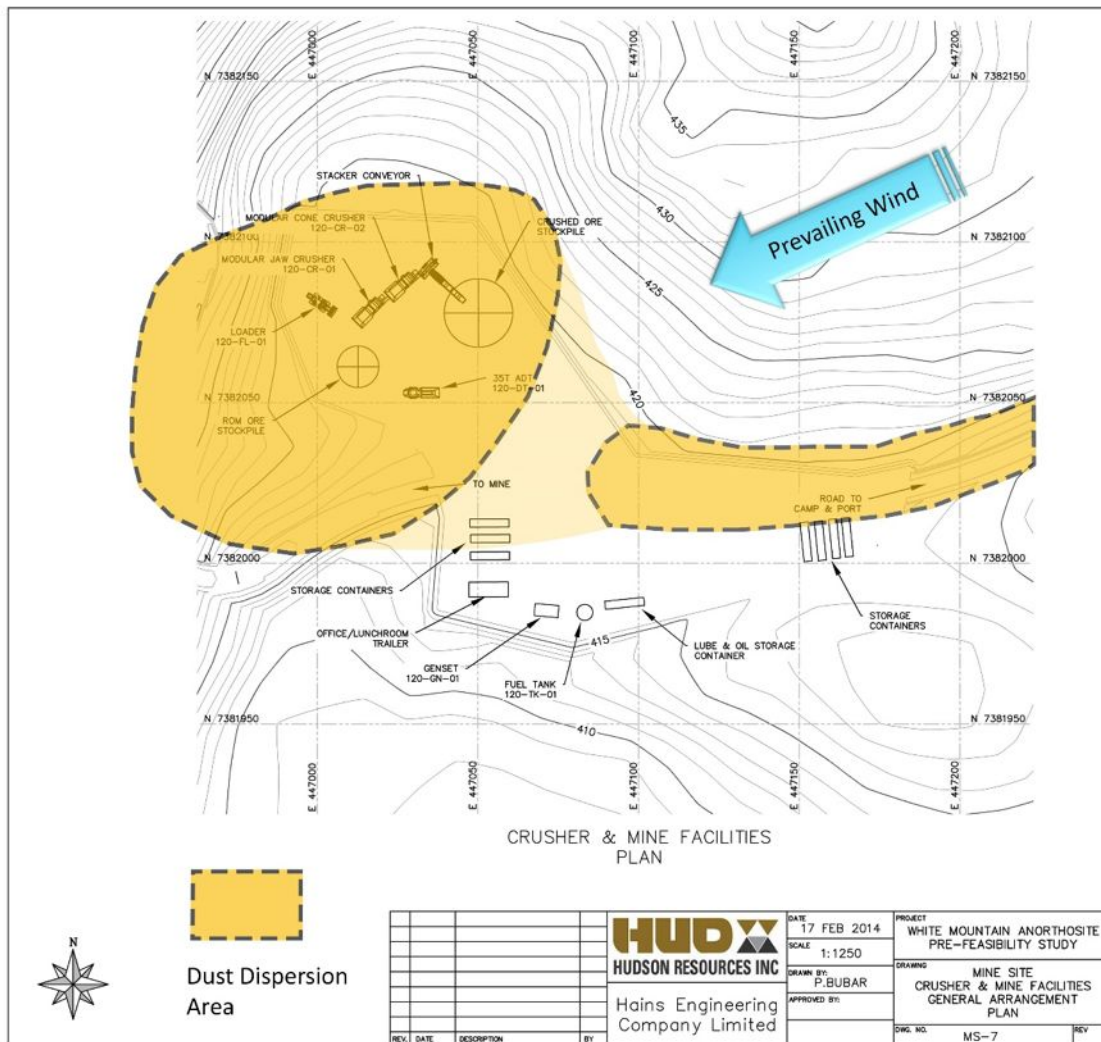 E 447000
E 447050
E 447100
E 447150
E 447200
N 7382150
N 7382150
435
STACKER CONVEYOR
430
Prevailing Wind
MODULAR CONE CRUSHER
120-CR-02
CRUSHED ORE
STOCKPILE
N 7382100
N 7382100
MODULAR JAW CRUSHER
120-CR-01
425
LOADER
120-FL-01
35T ADT
120-DT-01
420
N 7382050
N 7382050
ROM ORE
STOCKPILE
TO MINE
ROAD TO
CAMP & PORT
N 7382000
N 7382000
STORAGE CONTAINERS
STORAGE
CONTAINERS
OFFICE/LUNCHROOM
TRAILER
415
LUBE & OIL STORAGE
CONTAINER
GENSET
120-GN-01
FUEL TANK
120-TK-01
N 7381950
N 7381950
410
E 447000
E 447050
E 447100
E 447150
E 447200
CRUSHER & MINE FACILITIES
PLAN
N
Dust Dispersion
Area
REV. DATE DESCRIPTION BY
HUD
HUDSON RESOURCES INC
Hains Engineering
Company Limited
DATE
17 FEB 2014
SCALE
1:1250
DRAWN BY:
P.BUBAR
APPROVED BY:
PROJECT
WHITE MOUNTAIN ANORTHOSITE
PRE-FEASIBILITY STUDY
DRAWING
MINE SITE
CRUSHER & MINE FACILITIES
GENERAL ARRANGEMENT
PLAN
DWG. NO.
MS-7
REV